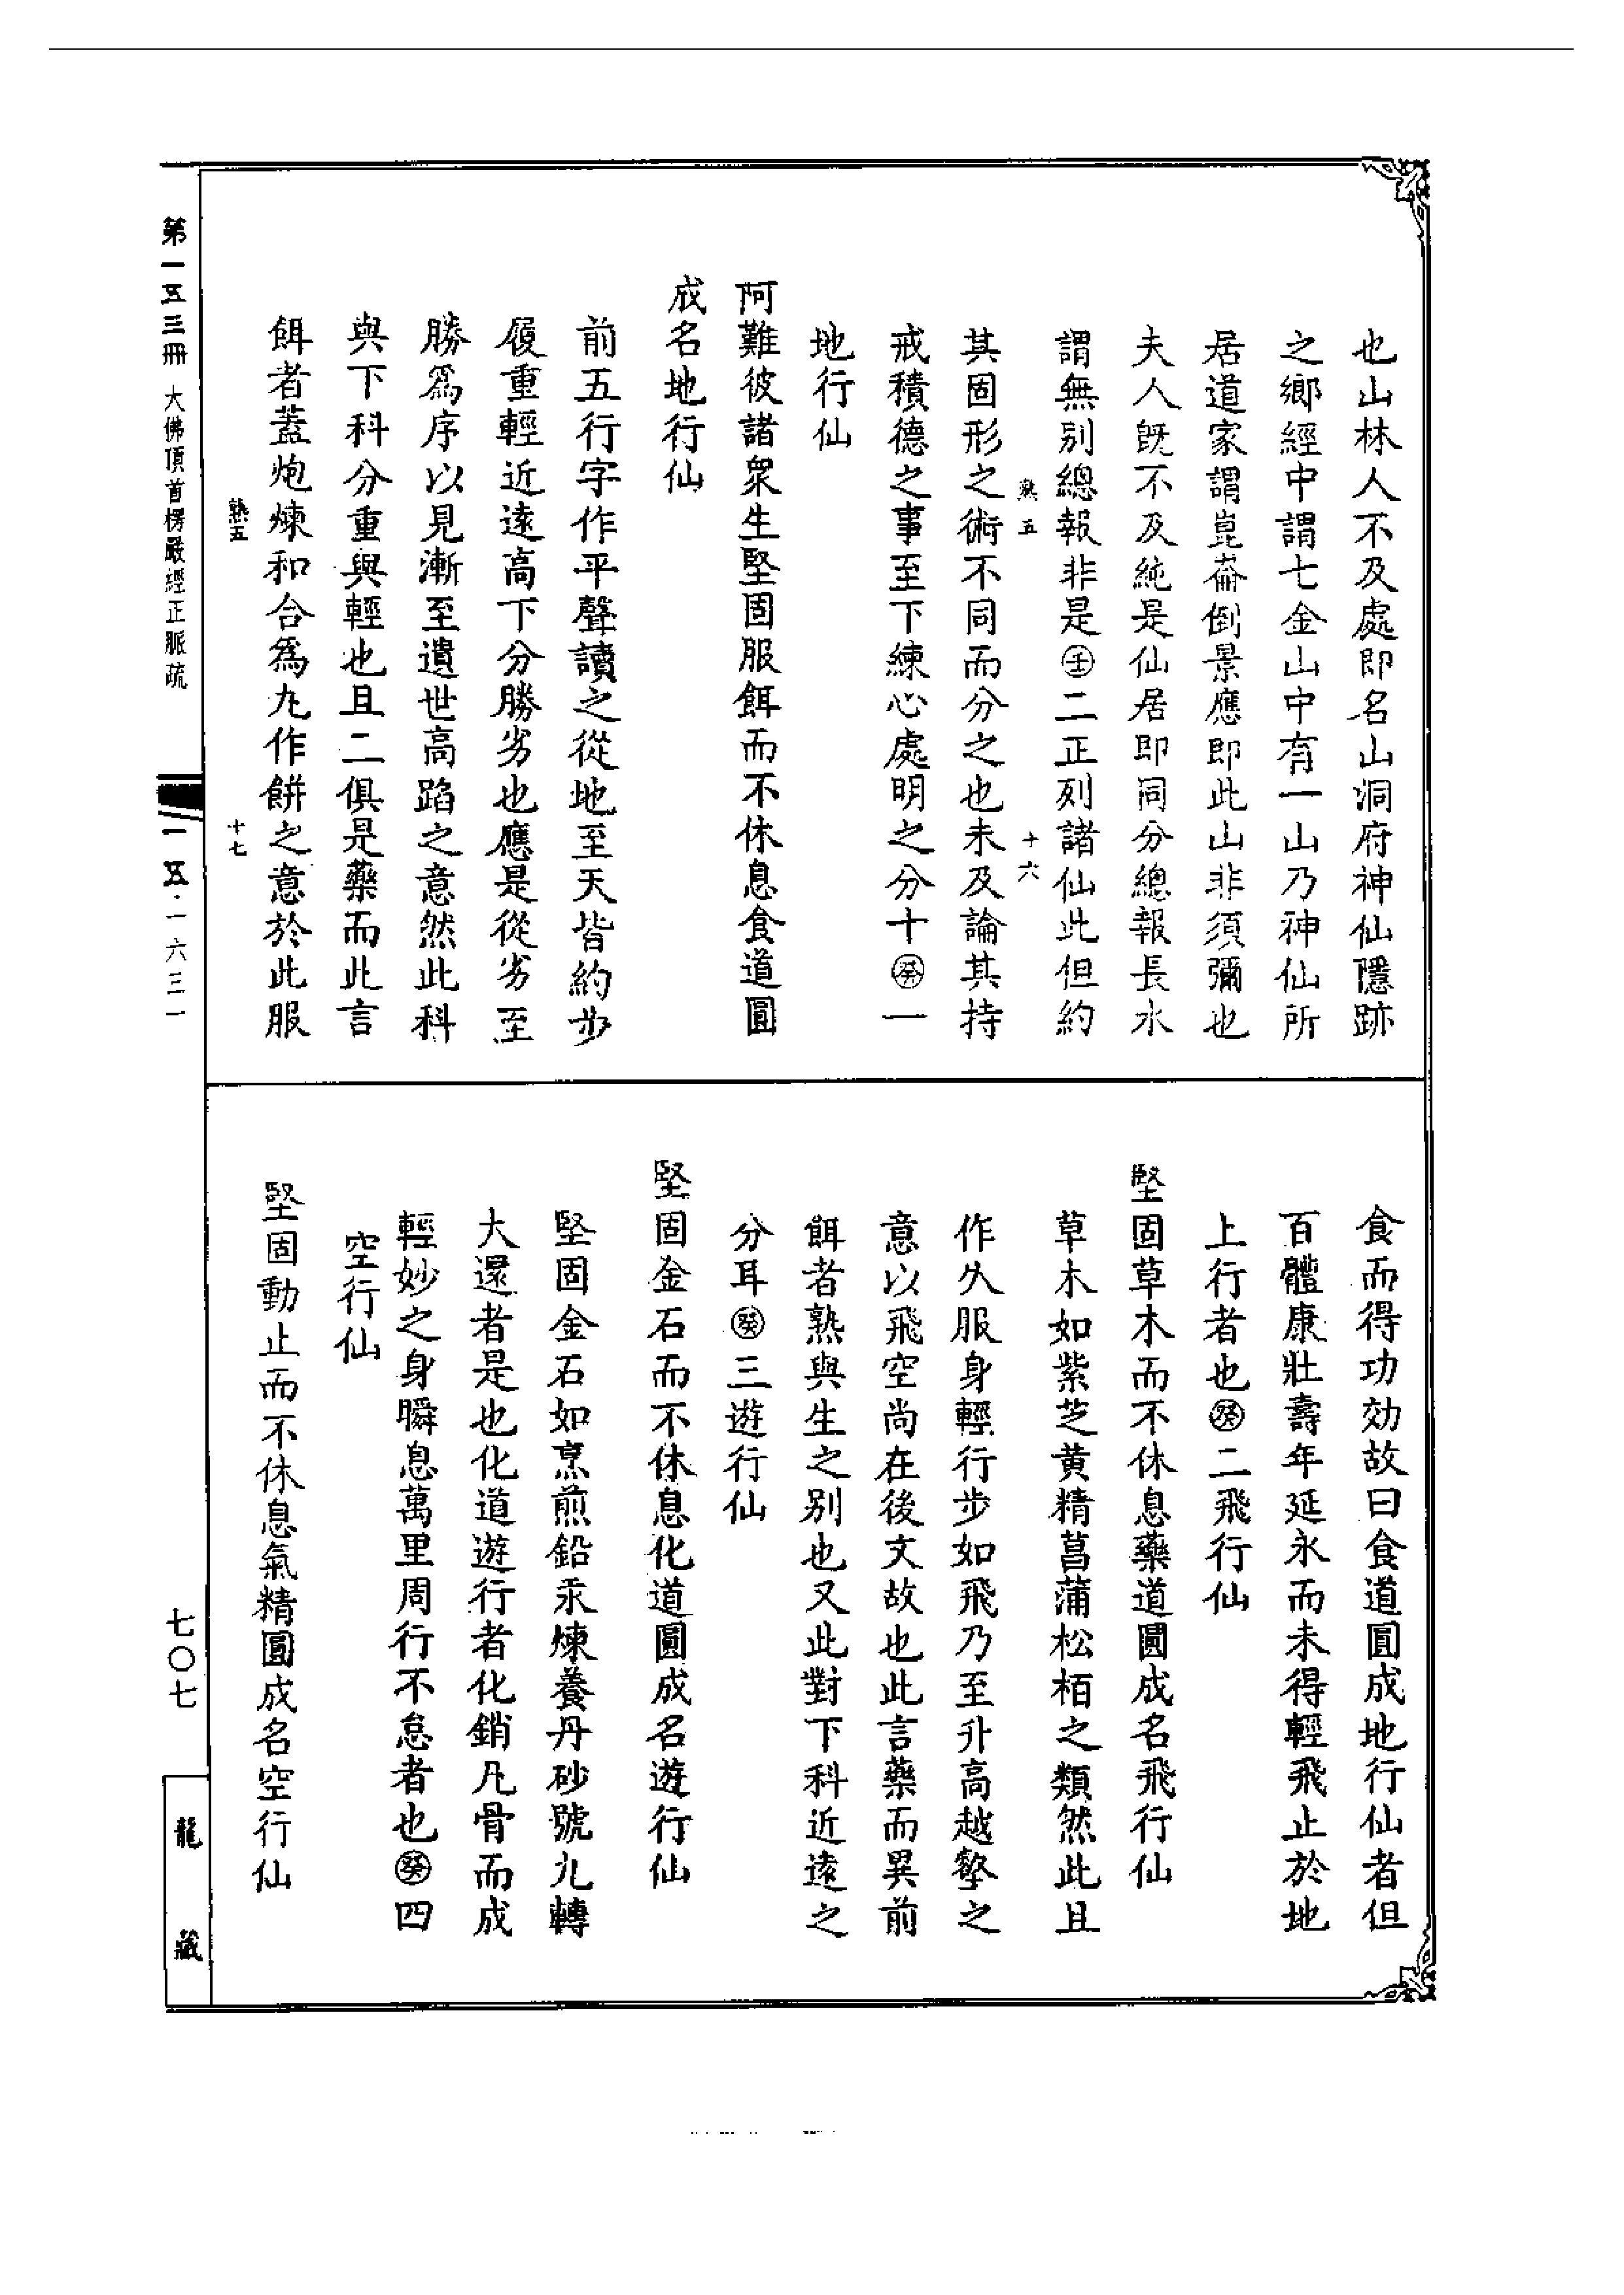 也山林人不及處即名山洞府神仙隱跡
之鄉經中謂七金山中有一山乃神仙所
居道家謂崑崙倒景應即此山非須彌也
夫人既不及純是仙居即同分總報長水
謂無別總報非是㊣二正列諸仙此但約
熟五 十六
其固形之術不同而分之也未及論其持
戒積德之事至下練心處明之分十癸一
地行仙
阿難彼諸眾生堅固服餌而不休息食道圓
成名地行仙
前五行字作平聲讀之從地至天皆約步
履重輕近遠高下分勝劣也應是從劣至
勝為序以見漸至遺世高蹈之意然此科
與下科分重與輕也且二俱是藥而此言
餌者蓋炮煉和合為丸作餅之意於此服
熟五 十七
食而得功効故曰食道圓成地行仙者但
百體康壯壽年延永而未得輕飛止於地
上行者也癸二飛行仙
堅固草木而不休息藥道圓成名飛行仙
草木如紫芝黃精菖蒲松栢之類然此且
作久服身輕行步如飛乃至升高越壑之
意以飛空尚在後文故也此言藥而異前
餌者熟與生之別也又此對下科近遠之
分耳癸三遊行仙
堅固金石而不休息化道圓成名遊行仙
堅固金石如烹煎鉛汞煉養丹砂號九轉
大還者是也化道遊行者化銷凡骨而成
輕妙之身瞬息萬里周行不怠者也癸四
空行仙
堅固動止而不休息氣精圓成名空行仙
第一五三冊 大佛頂首楞嚴經正脈疏
一五·一六三一
七〇七
龍藏